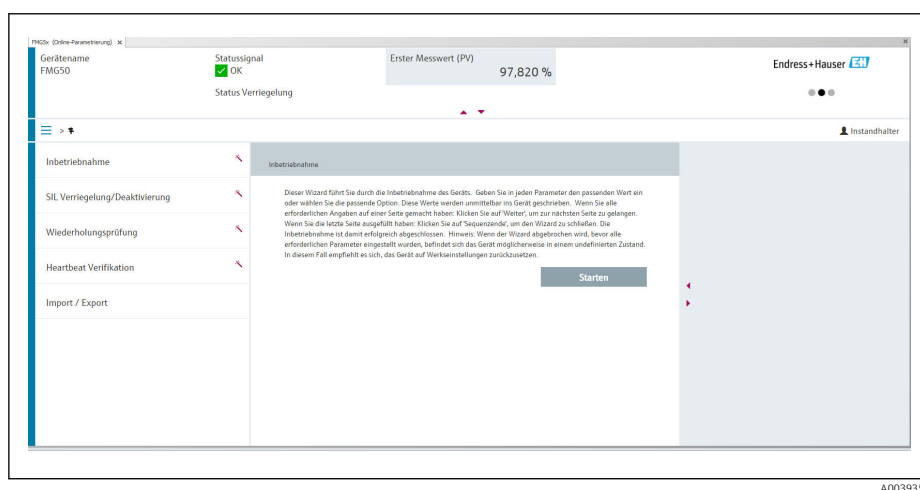 FMG5x (Online-Parametrierung) x
Gerätename
FMG50
Statussignal
OK
Erster Messwert (PV)
97,820 %
Endress+Hauser EH
Status Verriegelung
>
Instandhalter
Inbetriebnahme
SIL Verriegelung/Deaktivierung
Wiederholungsprüfung
Heartbeat Verifikation
Import / Export
Inbetriebnahme
Dieser Wizard führt Sie durch die Inbetriebnahme des Geräts. Geben Sie in jeden Parameter den passenden Wert ein
oder wählen Sie die passende Option. Diese Werte werden unmittelbar ins Gerät geschrieben. Wenn Sie alle
erforderlichen Angaben auf einer Seite gemacht haben: Klicken Sie auf 'Weiter', um zur nächsten Seite zu gelangen.
Wenn Sie die letzte Seite ausgefüllt haben: Klicken Sie auf 'Sequenzende', um den Wizard zu schließen. Die
Inbetriebnahme ist damit erfolgreich abgeschlossen. Hinweis: Wenn der Wizard abgebrochen wird, bevor alle
erforderlichen Parameter eingestellt wurden, befindet sich das Gerät möglicherweise in einem undefinierten Zustand.
In diesem Fall empfiehlt es sich, das Gerät auf Werkseinstellungen zurückzusetzen.
Starten